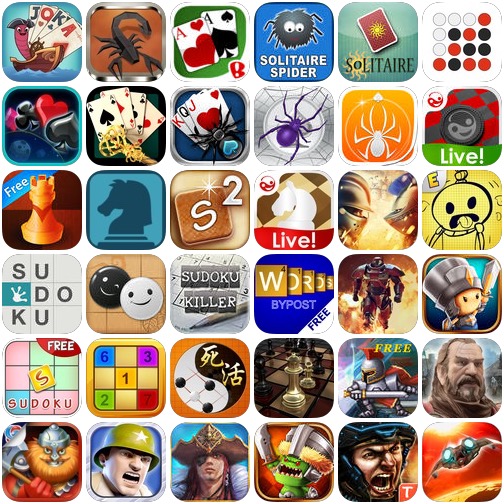 J O K A
A A
SOLITAIRE
SPIDER
SOLITAIRE
A
K Q J
Live!
Free
S 2
Live!
E
SU
DO
KU
SUDOKU
KILLER
WORDS
BYPOST
FREE
FREE
S
SUDOKU
6 3
1
2 7
死
活
FREE
T